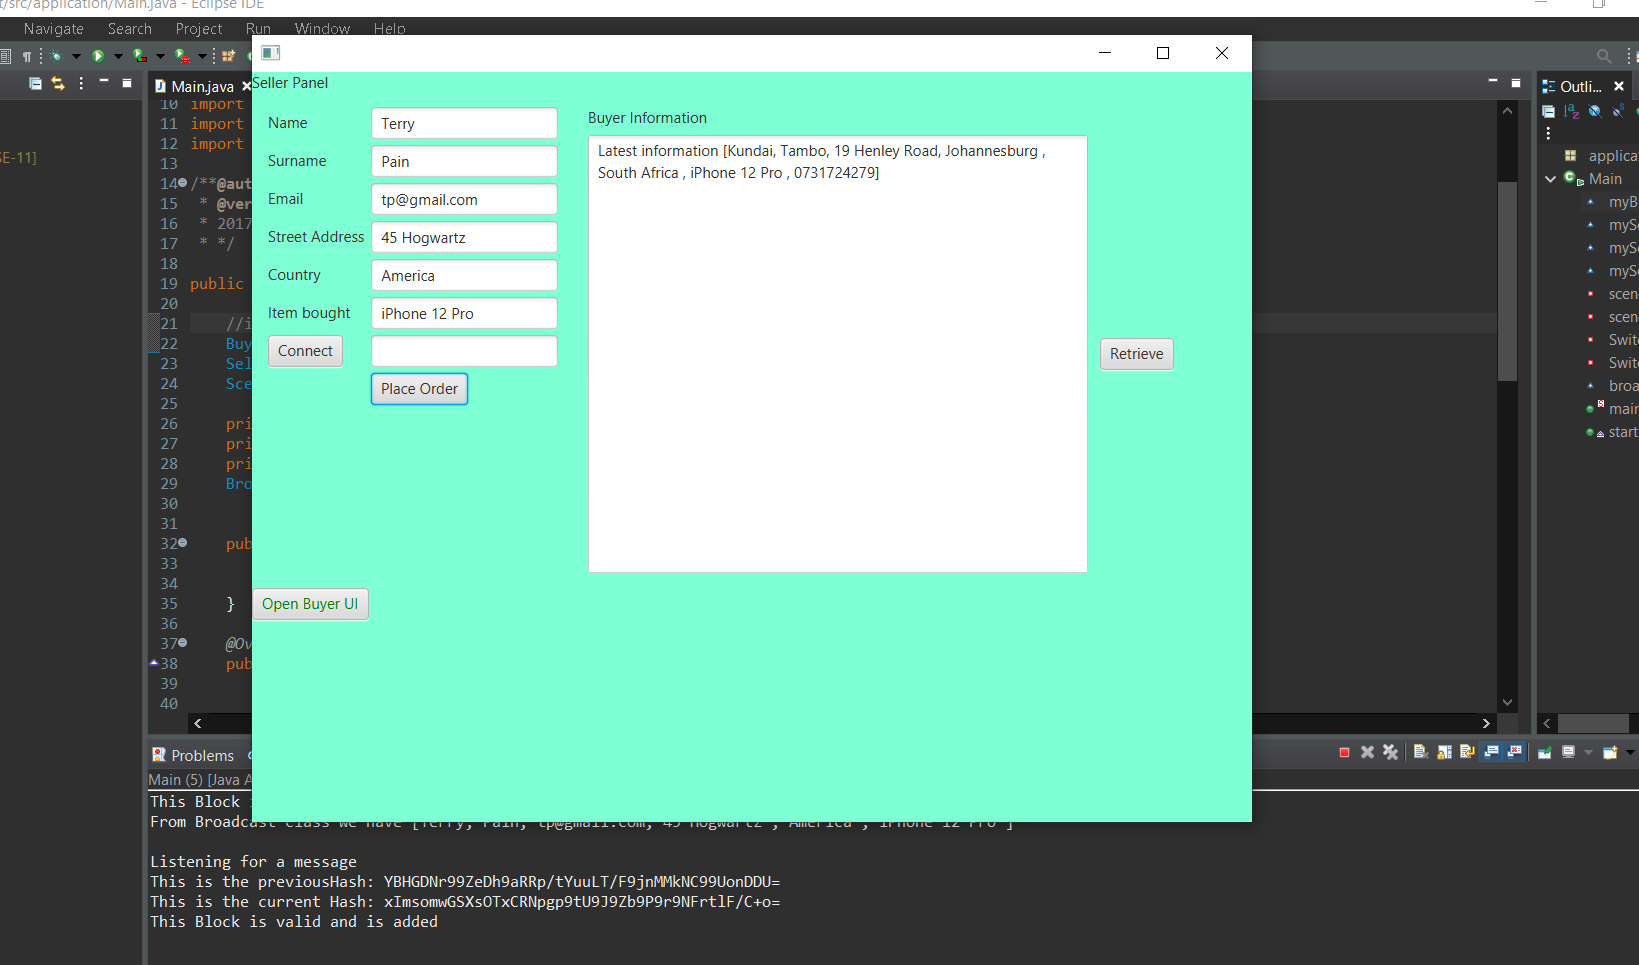 t/src/application/Main.java - Eclipse IDE
Navigate Search Project Run Window Help
Main.java
Outli...
10 import
11 import
12 import
13
14 /**@aut
15 * @ver
16 * 2017
17 * */
18
19 public
20
21 //i
22 Buy
23 Sel
24 Sce
25
26 pri
27 pri
28 pri
29 Bro
30
31
32 pub
33
34
35 }
36
37 @Ov
38 pub
39
40
SE-11]
Seller Panel
Name Terry
Surname Pain
Email tp@gmail.com
Street Address 45 Hogwartz
Country America
Item bought iPhone 12 Pro
Connect
Place Order
Open Buyer UI
Buyer Information
Latest information [Kundai, Tambo, 19 Henley Road, Johannesburg ,
South Africa , iPhone 12 Pro , 0731724279]
Retrieve
applica
Main
myB
mySe
mySe
mySe
scen
scen
Switc
Switc
broa
main
start
Problems
Main (5) [Java A
This Block
From Broadcast class we have [Terry, Pain, tp@gmail.com, 45 Hogwartz , America , iPhone 12 Pro ]
Listening for a message
This is the previousHash: YBHGDNr99ZeDh9aRRp/tYuuLT/F9jnMMkNC99UonDDU=
This is the current Hash: xImsomwGSXsOTxCRNpgp9tU9J9Zb9P9r9NFrtlF/C+o=
This Block is valid and is added